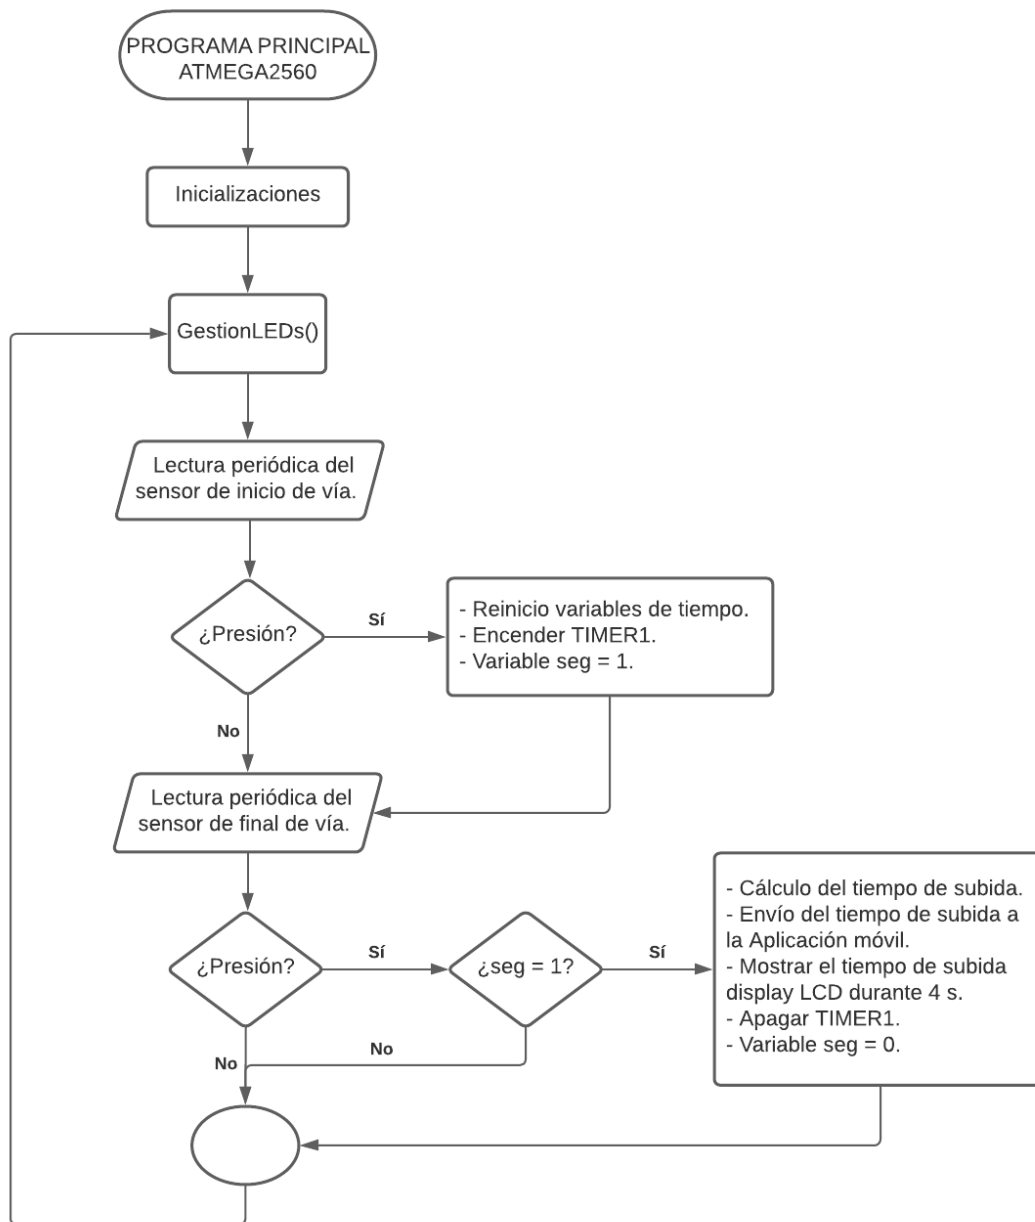 PROGRAMA PRINCIPAL
ATMEGA2560
Inicializaciones
GestionLEDs()
Lectura periódica del
sensor de inicio de vía.
¿Presión?
Sí
- Reinicio variables de tiempo.
- Encender TIMER1.
- Variable seg = 1.
No
Lectura periódica del
sensor de final de vía.
¿Presión?
Sí
¿seg = 1?
Sí
- Cálculo del tiempo de subida.
- Envío del tiempo de subida a
la Aplicación móvil.
- Mostrar el tiempo de subida
display LCD durante 4 s.
- Apagar TIMER1.
- Variable seg = 0.
No
No